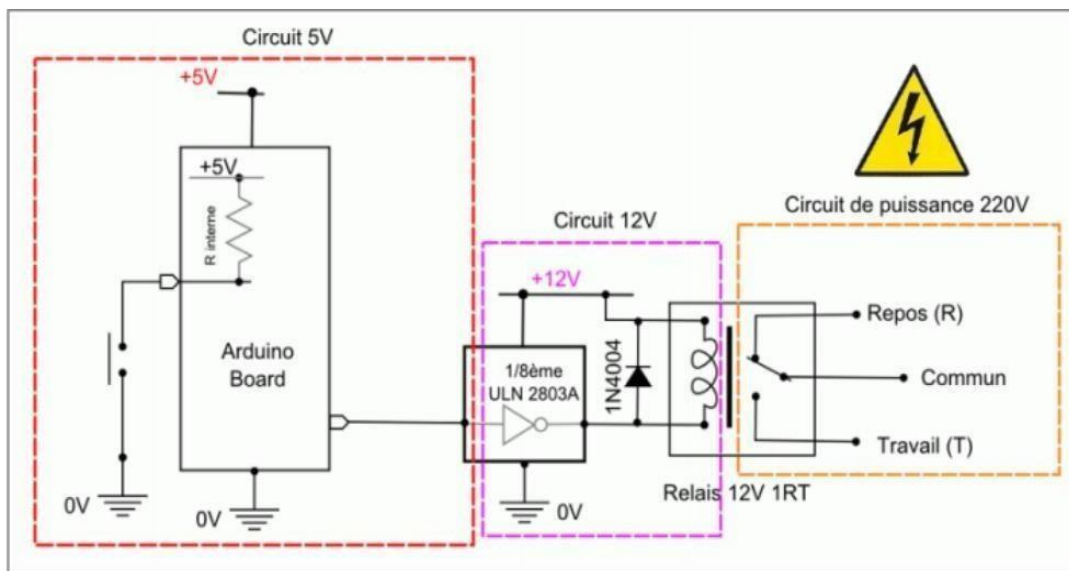 Circuit 5V
+5V
+5V
R interne
Arduino
Board
0V
0V
Circuit 12V
+12V
1/8ème
ULN 2803A
0V
1N4004
Relais 12V 1RT
Circuit de puissance 220V
Repos (R)
Commun
Travail (T)